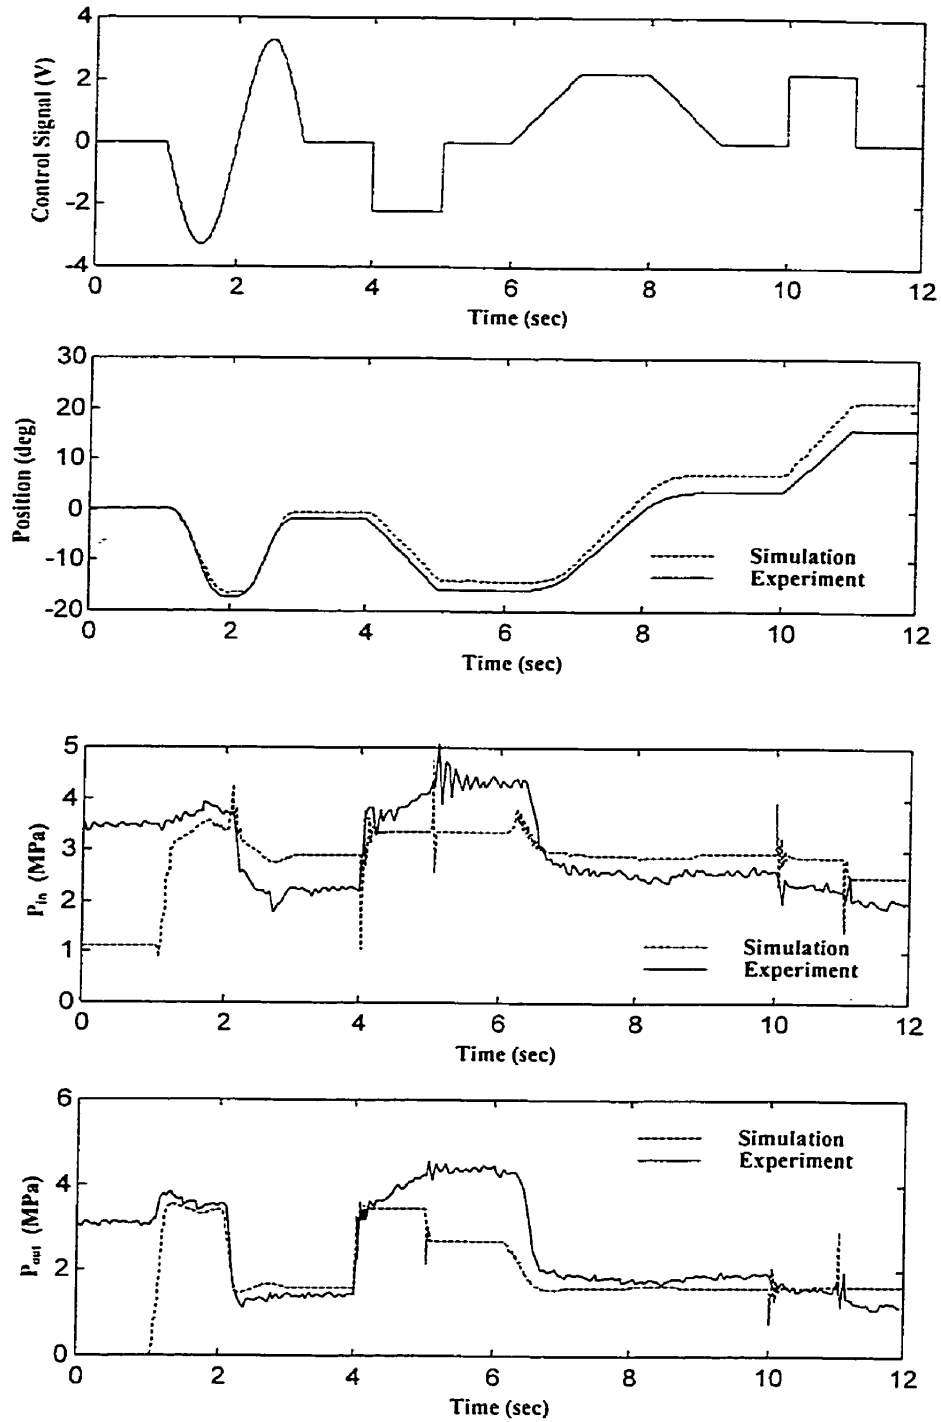 4
2
0
-2
-4
Control Signal (V)
0 2 4 6 8 10 12
Time (sec)
30
20
10
0
-10
-20
Position (deg)
Simulation
Experiment
0 2 4 6 8 10 12
Time (sec)
5
4
3
2
1
0
Pin (MPa)
Simulation
Experiment
0 2 4 6 8 10 12
Time (sec)
6
4
2
0
Pout (MPa)
Simulation
Experiment
0 2 4 6 8 10 12
Time (sec)